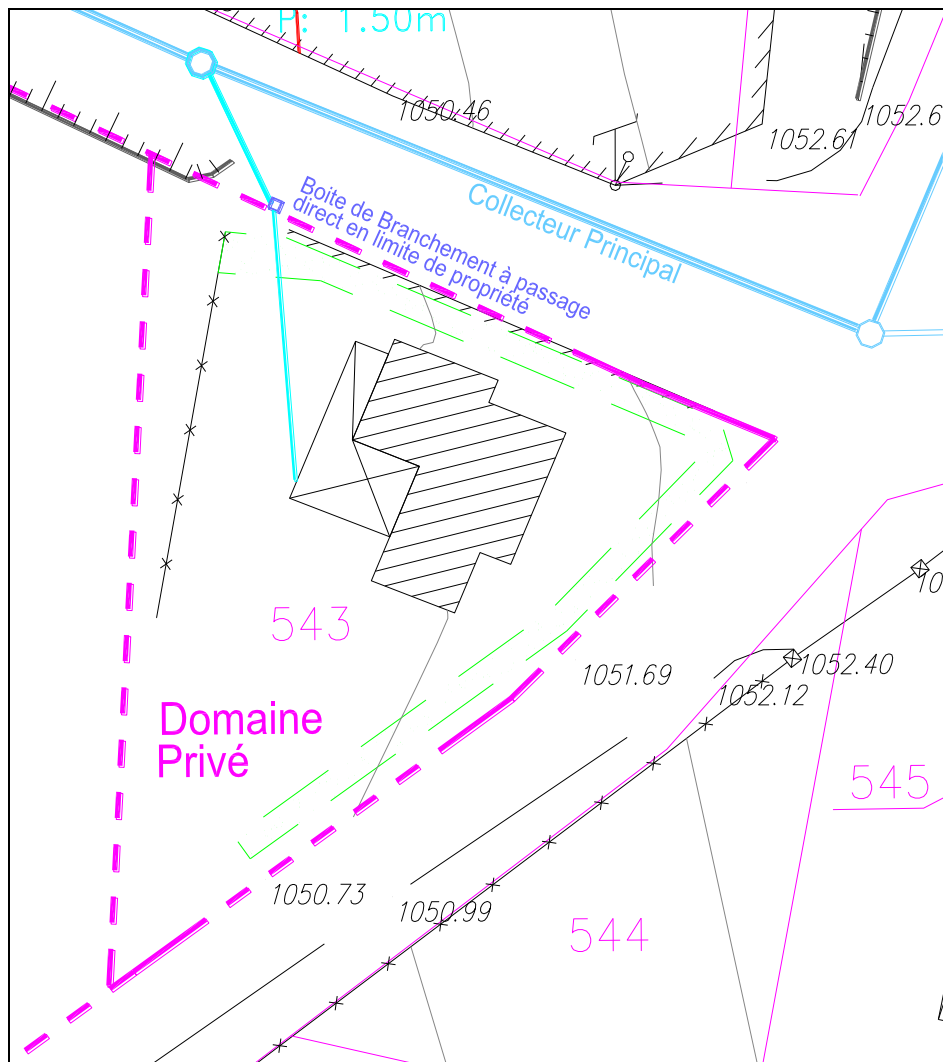 P: 1.50m
1050.46
1052.61
1052.6
Boite de Branchement à passage
direct en limite de propriété
Collecteur Principal
543
1051.69
1052.40
1052.12
10
Domaine
Privé
545
1050.73
1050.99
544